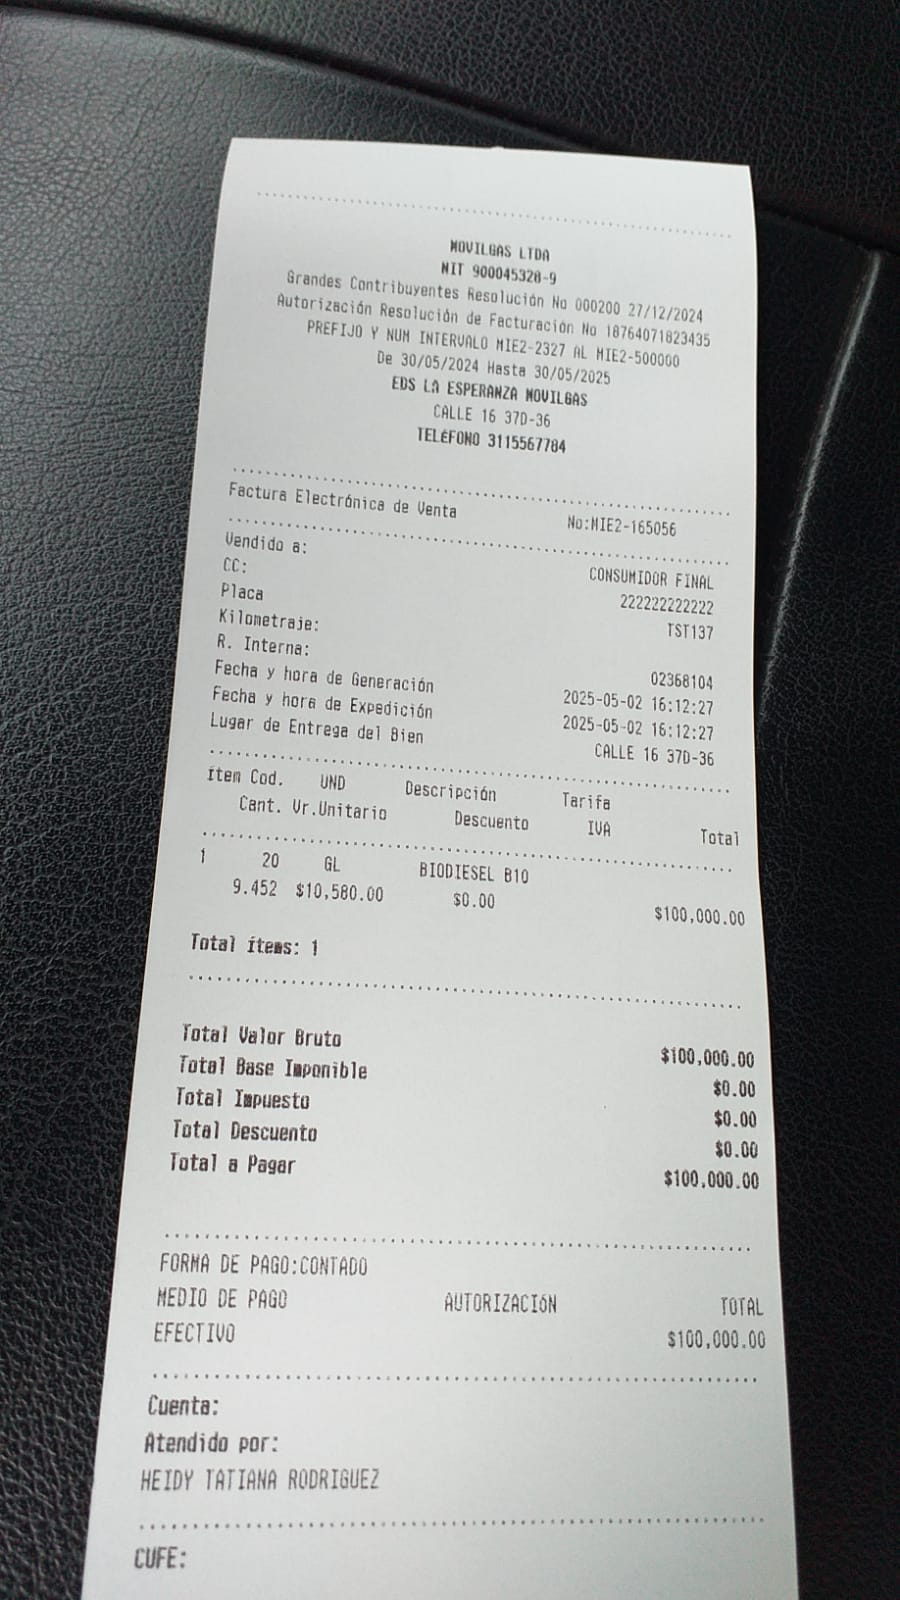 MOVILGAS LTDA
NIT 900045328-9
Grandes Contribuyentes Resolución No 000200 27/12/2024
Autorización Resolución de Facturación No 18764071823435
PREFIJO Y NUM INTERVALO MIE2-2327 AL MIE2-500000
De 30/05/2024 Hasta 30/05/2025
EDS LA ESPERANZA MOVILGAS
CALLE 16 37D-36
TELÉFONO 3115567784
Factura Electrónica de Venta No:MIE2-165056
Vendido a: CONSUMIDOR FINAL
CC: 222222222222
Placa TST137
Kilometraje:
R. Interna: 02368104
Fecha y hora de Generación 2025-05-02 16:12:27
Fecha y hora de Expedición 2025-05-02 16:12:27
Lugar de Entrega del Bien CALLE 16 37D-36
Ítem Cod. UND Descripción Tarifa
Cant. Vr.Unitario Descuento IVA Total
1 20 GL BIODIESEL B10
9.452 $10,580.00 $0.00 $100,000.00
Total ítems: 1
Total Valor Bruto $100,000.00
Total Base Imponible $0.00
Total Impuesto $0.00
Total Descuento $0.00
Total a Pagar $100,000.00
FORMA DE PAGO:CONTADO
MEDIO DE PAGO AUTORIZACIÓN TOTAL
EFECTIVO $100,000.00
Cuenta:
Atendido por:
HEIDY TATIANA RODRIGUEZ
CUFE: